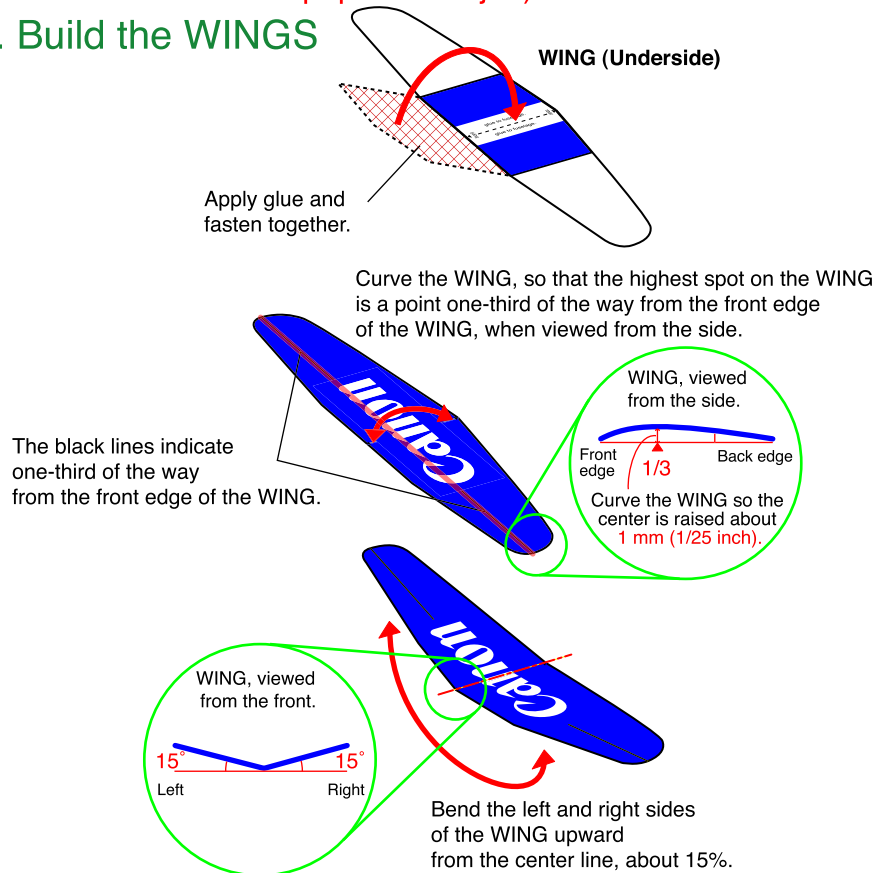 . Build the WINGS
WING (Underside)
glue to fuselage
Apply glue and
fasten together.
Curve the WING, so that the highest spot on the WING
is a point one-third of the way from the front edge
of the WING, when viewed from the side.
WING, viewed
from the side.
Front
edge
Back edge
1/3
Curve the WING so the
center is raised about
1 mm (1/25 inch).
The black lines indicate
one-third of the way
from the front edge of the WING.
Canon
Canon
WING, viewed
from the front.
15°
15°
Left
Right
Bend the left and right sides
of the WING upward
from the center line, about 15%.